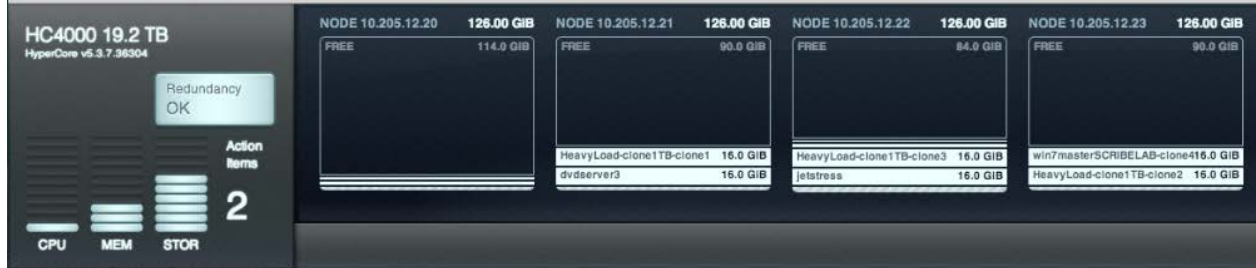 HC4000 19.2 TB
HyperCore v5.3.7.36304
Redundancy
OK
Action
Items
2
CPU MEM STOR
NODE 10.205.12.20 126.00 GIB
FREE 114.0 GIB
NODE 10.205.12.21 126.00 GIB
FREE 90.0 GIB
HeavyLoad-clone1TB-clone1 16.0 GIB
dvdserver3 16.0 GIB
NODE 10.205.12.22 126.00 GIB
FREE 84.0 GIB
HeavyLoad-clone1TB-clone3 16.0 GIB
jetstress 16.0 GIB
NODE 10.205.12.23 126.00 GIB
FREE 90.0 GIB
win7masterSCRIBELAB-clone416.0 GIB
HeavyLoad-clone1TB-clone2 16.0 GIB